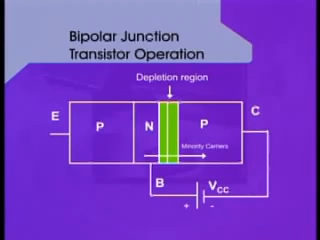 Bipolar Junction
Transistor Operation
Depletion region
E
C
P
N
P
Minority Carriers
B
VCC
+
-